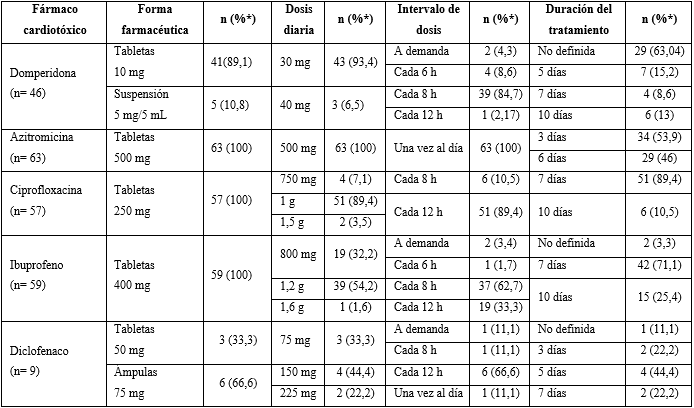 Fármaco cardiotóxico | Forma farmacéutica | n (%*) | Dosis diaria | n (%*) | Intervalo de dosis | n (%*) | Duración del tratamiento | n (%*)
Domperidona (n= 46) | Tabletas 10 mg | 41(89,1) | 30 mg | 43 (93,4) | A demanda | 2 (4,3) | No definida | 29 (63,04)
Cada 6 h | 4 (8,6) | 5 días | 7 (15,2)
Suspensión 5 mg/5 mL | 5 (10,8) | 40 mg | 3 (6,5) | Cada 8 h | 39 (84,7) | 7 días | 4 (8,6)
Cada 12 h | 1 (2,17) | 10 días | 6 (13)
Azitromicina (n= 63) | Tabletas 500 mg | 63 (100) | 500 mg | 63 (100) | Una vez al día | 63 (100) | 3 días | 34 (53,9)
6 días | 29 (46)
Ciprofloxacina (n= 57) | Tabletas 250 mg | 57 (100) | 750 mg | 4 (7,1) | Cada 8 h | 6 (10,5) | 7 días | 51 (89,4)
1 g | 51 (89,4) | Cada 12 h | 51 (89,4) | 10 días | 6 (10,5)
1,5 g | 2 (3,5)
Ibuprofeno (n= 59) | Tabletas 400 mg | 59 (100) | 800 mg | 19 (32,2) | A demanda | 2 (3,4) | No definida | 2 (3,3)
Cada 6 h | 1 (1,7) | 7 días | 42 (71,1)
1,2 g | 39 (54,2) | Cada 8 h | 37 (62,7) | 10 días | 15 (25,4)
1,6 g | 1 (1,6) | Cada 12 h | 19 (33,3)
Diclofenaco (n= 9) | Tabletas 50 mg | 3 (33,3) | 75 mg | 3 (33,3) | A demanda | 1 (11,1) | No definida | 1 (11,1)
Cada 8 h | 1 (11,1) | 3 días | 2 (22,2)
Ampulas 75 mg | 6 (66,6) | 150 mg | 4 (44,4) | Cada 12 h | 6 (66,6) | 5 días | 4 (44,4)
225 mg | 2 (22,2) | Una vez al día | 1 (11,1) | 7 días | 2 (22,2)